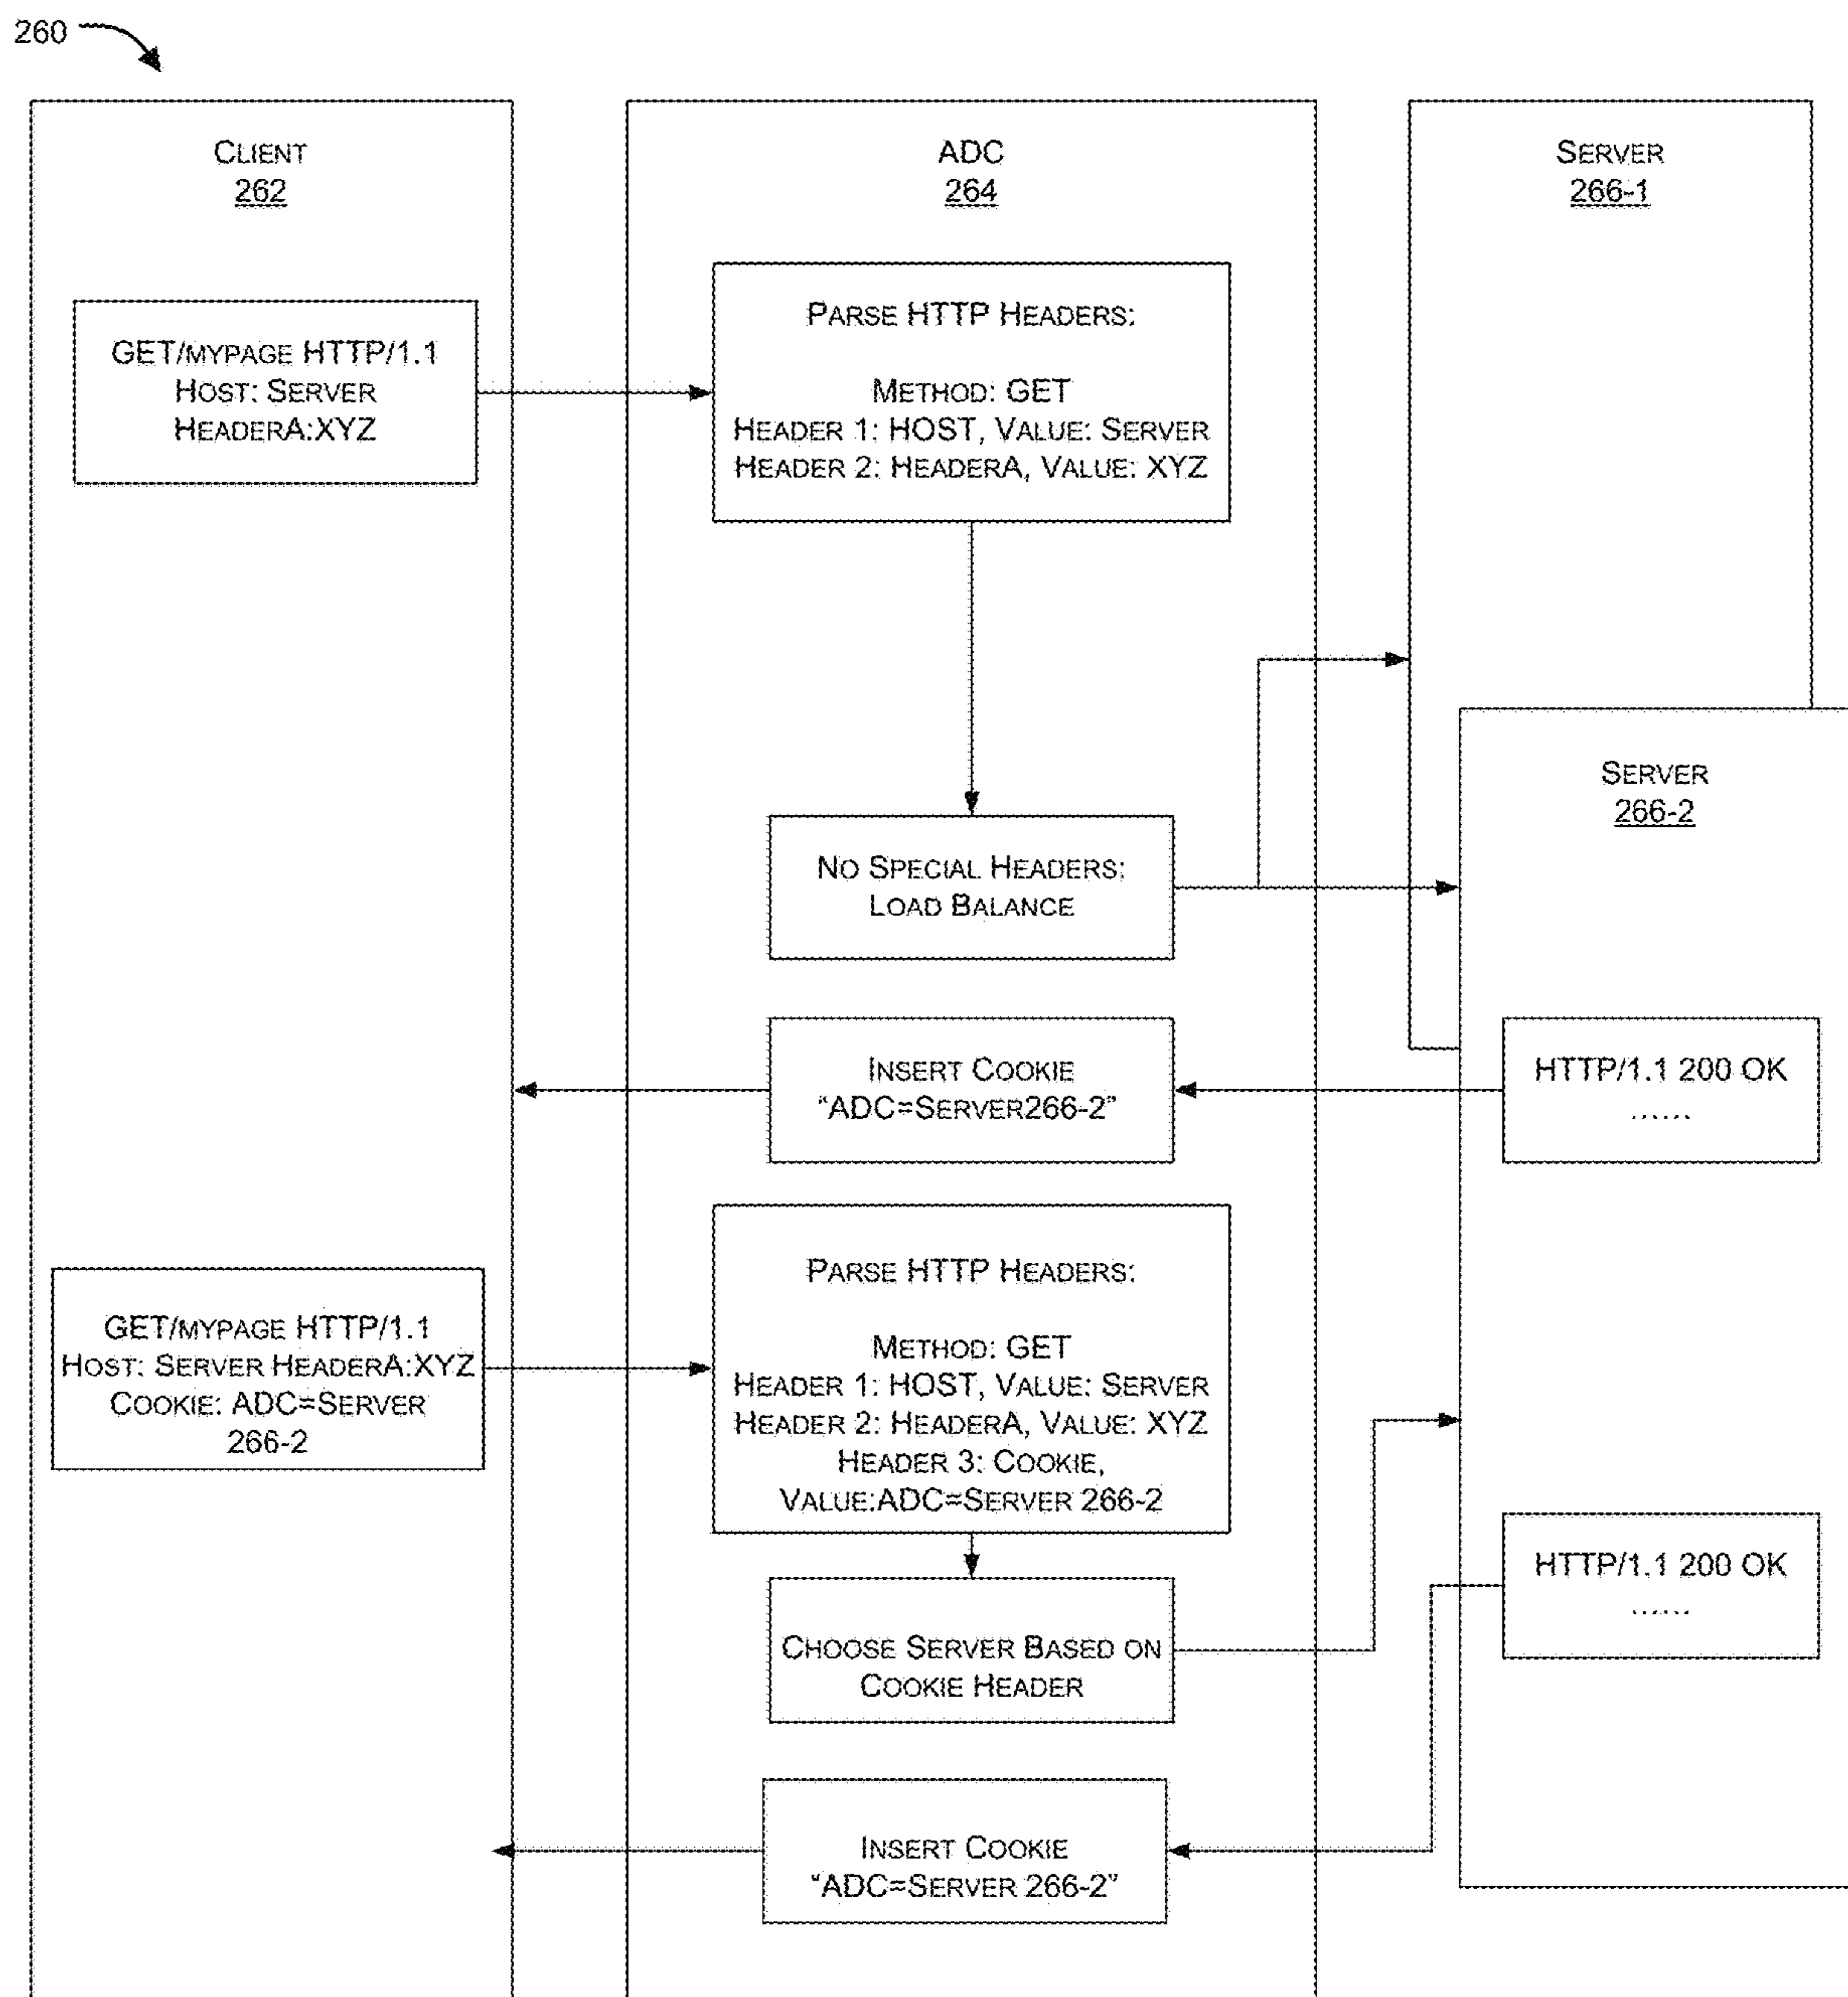 260
CLIENT
262
ADC
264
SERVER
266-1
GET/MYPAGE HTTP/1.1
HOST: SERVER
HEADERA:XYZ
PARSE HTTP HEADERS:
METHOD: GET
HEADER 1: HOST, VALUE: SERVER
HEADER 2: HEADERA, VALUE: XYZ
SERVER
266-2
NO SPECIAL HEADERS:
LOAD BALANCE
INSERT COOKIE
“ADC=SERVER266-2”
HTTP/1.1 200 OK
......
GET/MYPAGE HTTP/1.1
HOST: SERVER HEADERA:XYZ
COOKIE: ADC=SERVER
266-2
PARSE HTTP HEADERS:
METHOD: GET
HEADER 1: HOST, VALUE: SERVER
HEADER 2: HEADERA, VALUE: XYZ
HEADER 3: COOKIE,
VALUE:ADC=SERVER 266-2
HTTP/1.1 200 OK
......
CHOOSE SERVER BASED ON
COOKIE HEADER
INSERT COOKIE
“ADC=SERVER 266-2”